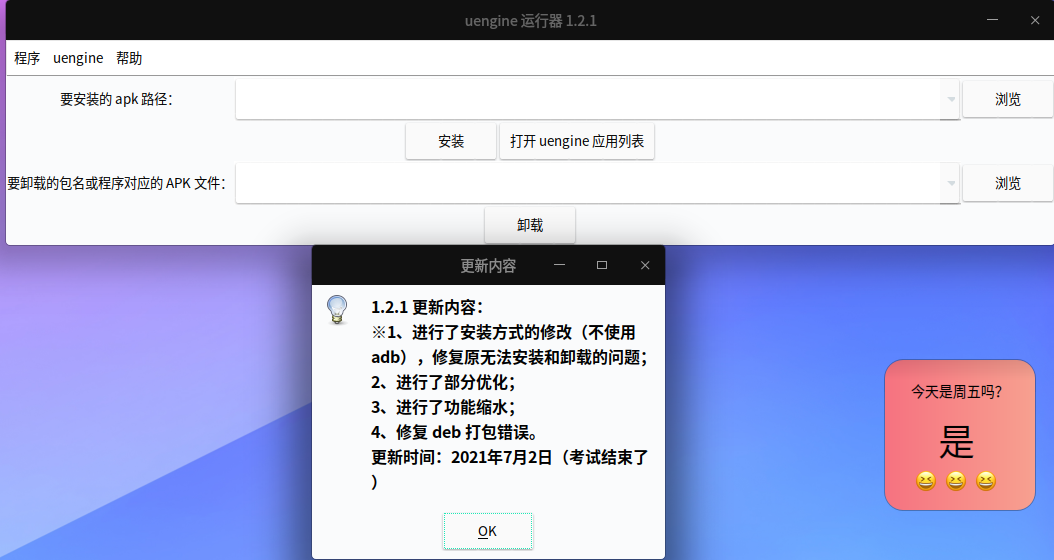 uengine 运行器 1.2.1
程序 uengine 帮助
要安装的 apk 路径： 浏览
安装 打开 uengine 应用列表
要卸载的包名或程序对应的 APK 文件： 浏览
卸载
更新内容
1.2.1 更新内容：
※1、进行了安装方式的修改（不使用
adb），修复原无法安装和卸载的问题；
2、进行了部分优化；
3、进行了功能缩水；
4、修复 deb 打包错误。
更新时间：2021年7月2日（考试结束了
）
OK
今天是周五吗？
是